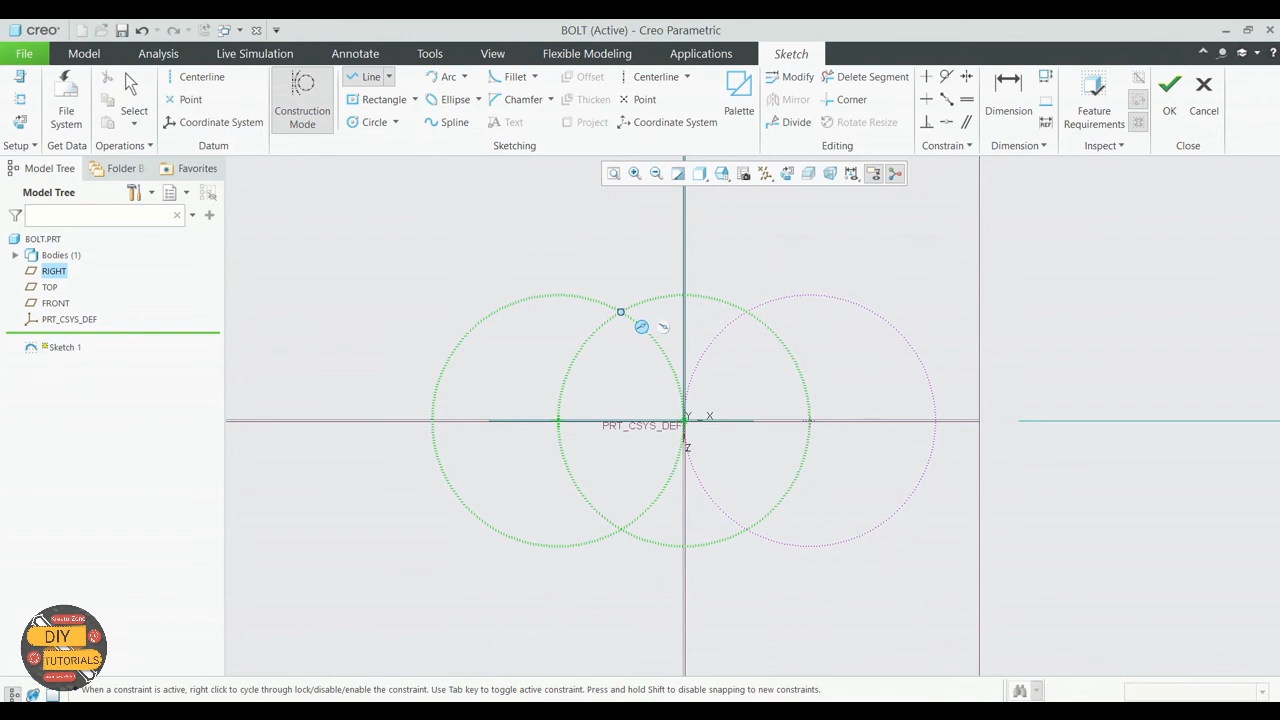 creo
BOLT (Active) - Creo Parametric
File Model Analysis Live Simulation Annotate Tools View Flexible Modeling Applications Sketch
File System
Select
Centerline
Point
Coordinate System
Construction Mode
Line Arc Fillet Offset Centerline
Rectangle Ellipse Chamfer Thicken Point
Circle Spline Text Project Coordinate System
Palette
Modify Delete Segment
Mirror Corner
Divide Rotate Resize
Dimension
Feature Requirements
OK Cancel
Setup Get Data Operations Datum Sketching Editing Constrain Dimension Inspect Close
Model Tree Folder B Favorites
Model Tree
BOLT.PRT
Bodies (1)
RIGHT
TOP
FRONT
PRT_CSYS_DEF
Sketch 1
Y _ X
PRT_CSYS_DEF
Z
Kreator Zone
DIY
TUTORIALS
When a constraint is active, right click to cycle through lock/disable/enable the constraint. Use Tab key to toggle active constraint. Press and hold Shift to disable snapping to new constraints.